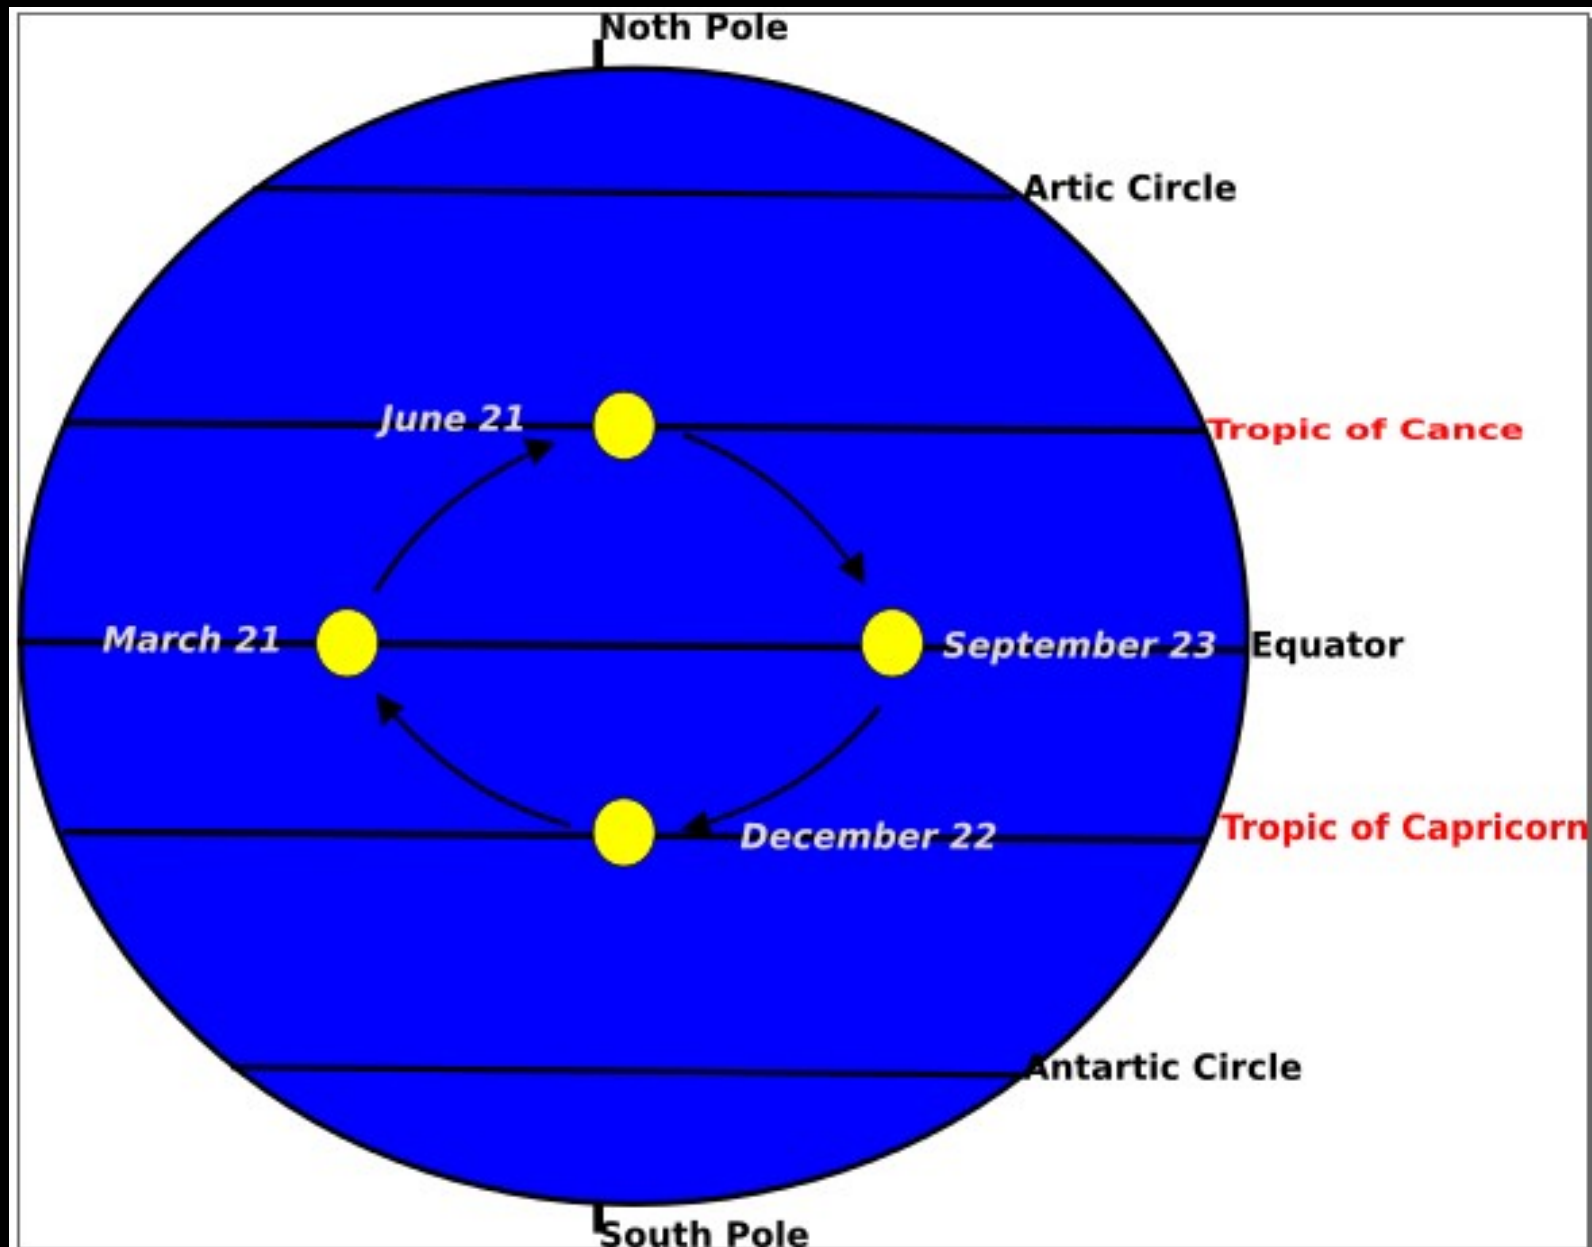 Noth Pole
Artic Circle
June 21
Tropic of Cance
March 21
September 23
Equator
December 22
Tropic of Capricorn
Antartic Circle
South Pole